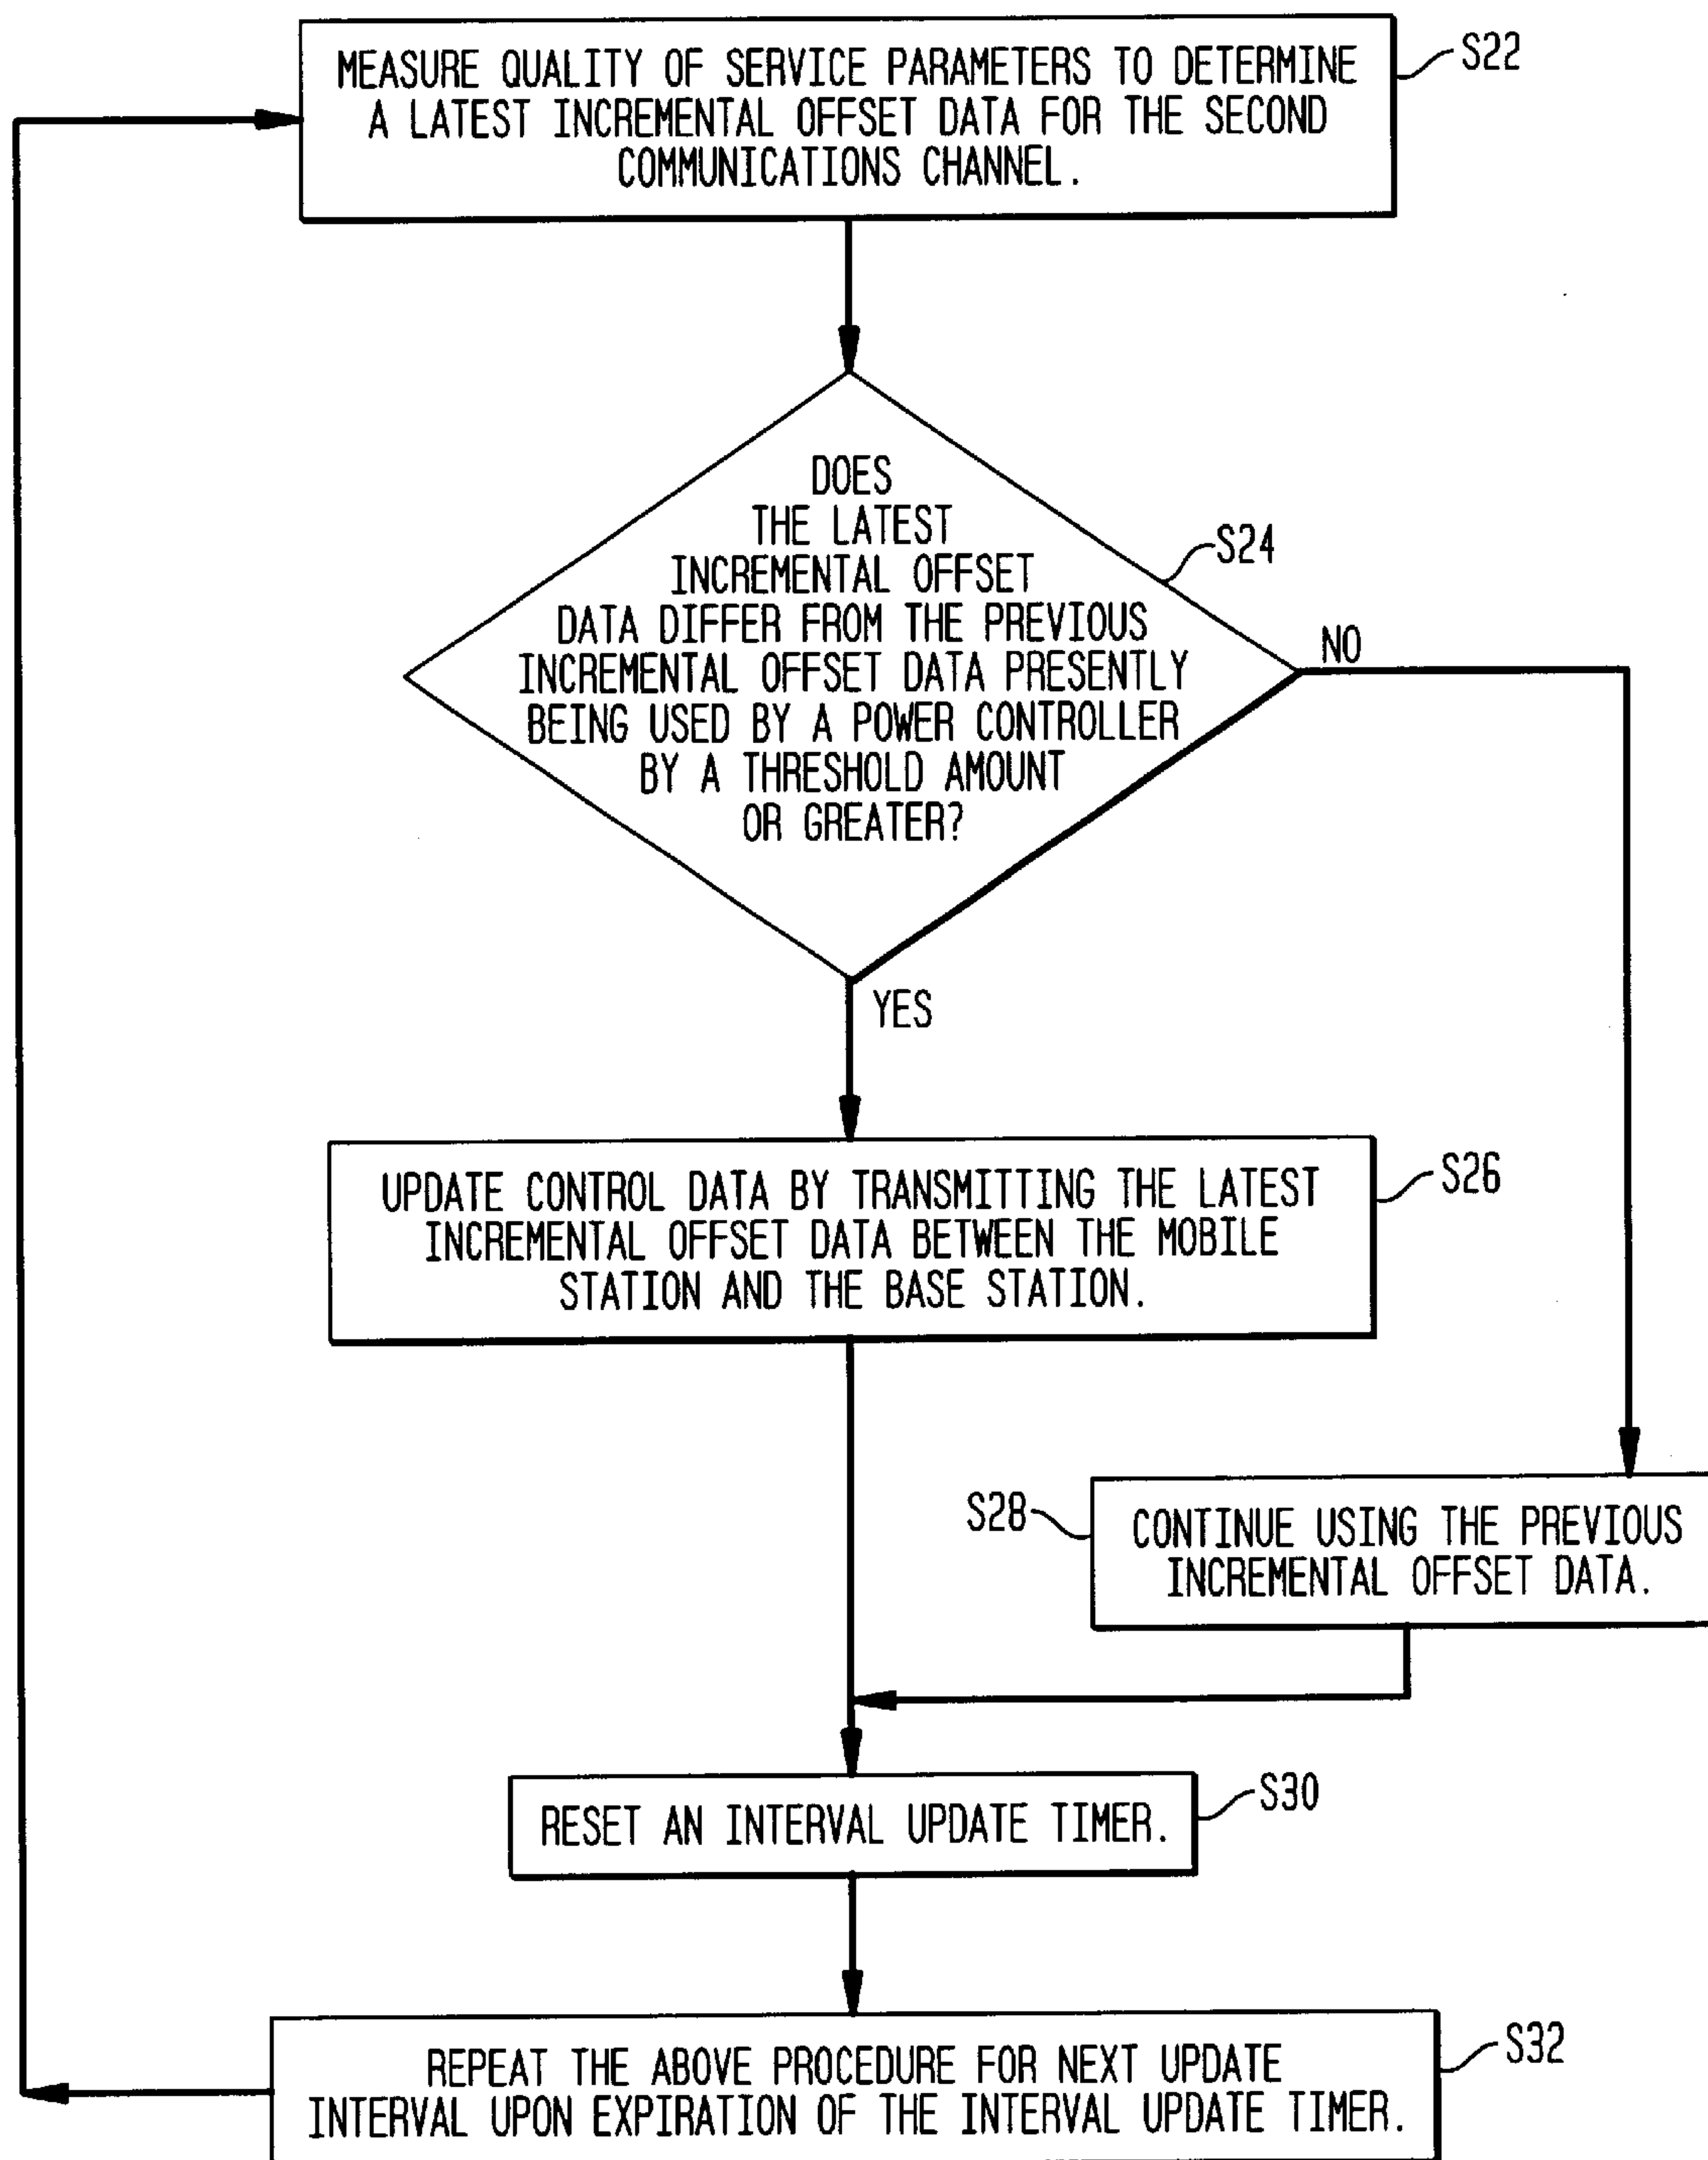 MEASURE QUALITY OF SERVICE PARAMETERS TO DETERMINE
A LATEST INCREMENTAL OFFSET DATA FOR THE SECOND
COMMUNICATIONS CHANNEL.
S22
DOES
THE LATEST
INCREMENTAL OFFSET
DATA DIFFER FROM THE PREVIOUS
INCREMENTAL OFFSET DATA PRESENTLY
BEING USED BY A POWER CONTROLLER
BY A THRESHOLD AMOUNT
OR GREATER?
S24
NO
YES
UPDATE CONTROL DATA BY TRANSMITTING THE LATEST
INCREMENTAL OFFSET DATA BETWEEN THE MOBILE
STATION AND THE BASE STATION.
S26
S28
CONTINUE USING THE PREVIOUS
INCREMENTAL OFFSET DATA.
RESET AN INTERVAL UPDATE TIMER.
S30
REPEAT THE ABOVE PROCEDURE FOR NEXT UPDATE
INTERVAL UPON EXPIRATION OF THE INTERVAL UPDATE TIMER.
S32